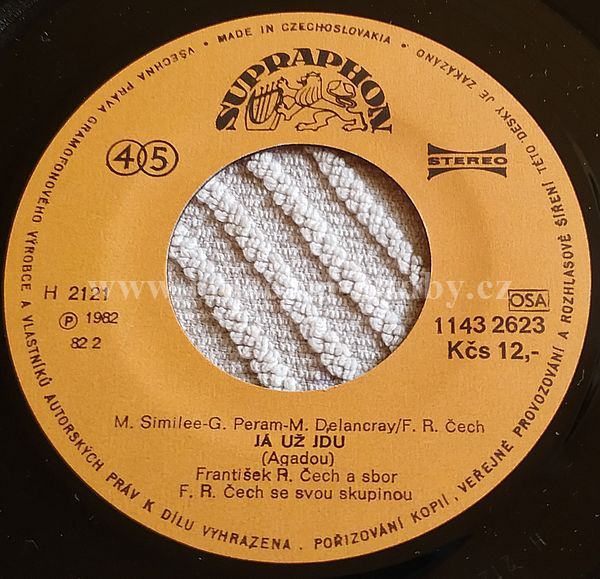 VŠECHNA PRÁVA GRAMOFONOVÉHO VÝROBCE A VLASTNÍKŮ AUTORSKÝCH PRÁV K DÍLU VYHRAZENA. POŘIZOVÁNÍ KOPIÍ, VEŘEJNÉ PROVOZOVÁNÍ A ROZHLASOVÉ ŠÍŘENÍ TÉTO DESKY JE ZAKÁZÁNO • MADE IN CZECHOSLOVAKIA •
SUPRAPHON
45
STEREO
H 2121
Ⓟ 1982
82 2
OSA
1143 2623
Kčs 12,-
M. Similee-G. Peram-M. Delancray/F. R. Čech
JÁ UŽ JDU
(Agadou)
František R. Čech a sbor
F. R. Čech se svou skupinou